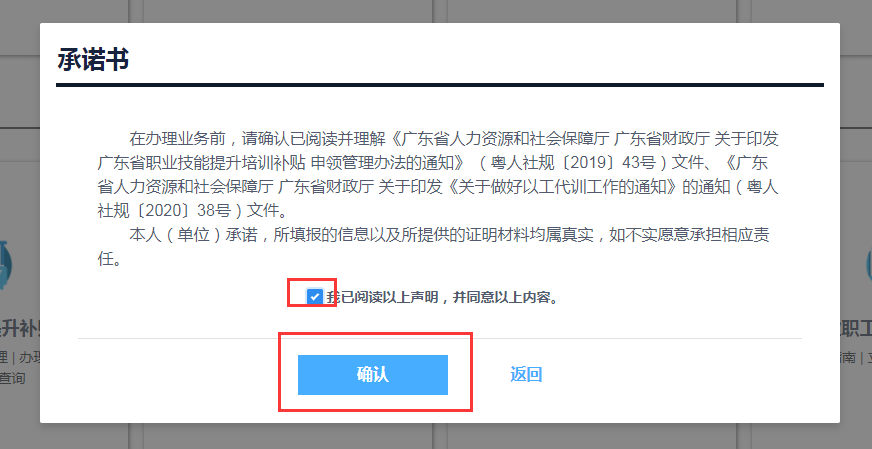 承诺书
在办理业务前，请确认已阅读并理解《广东省人力资源和社会保障厅 广东省财政厅 关于印发
广东省职业技能提升培训补贴 申领管理办法的通知》（粤人社规〔2019〕43号）文件、《广东
省人力资源和社会保障厅 广东省财政厅 关于印发《关于做好以工代训工作的通知》的通知（粤人
社规〔2020〕38号）文件。
本人（单位）承诺，所填报的信息以及所提供的证明材料均属真实，如不实愿意承担相应责
任。
我已阅读以上声明，并同意以上内容。
升补
职工
理 | 办理
南 |
查询
确认 返回